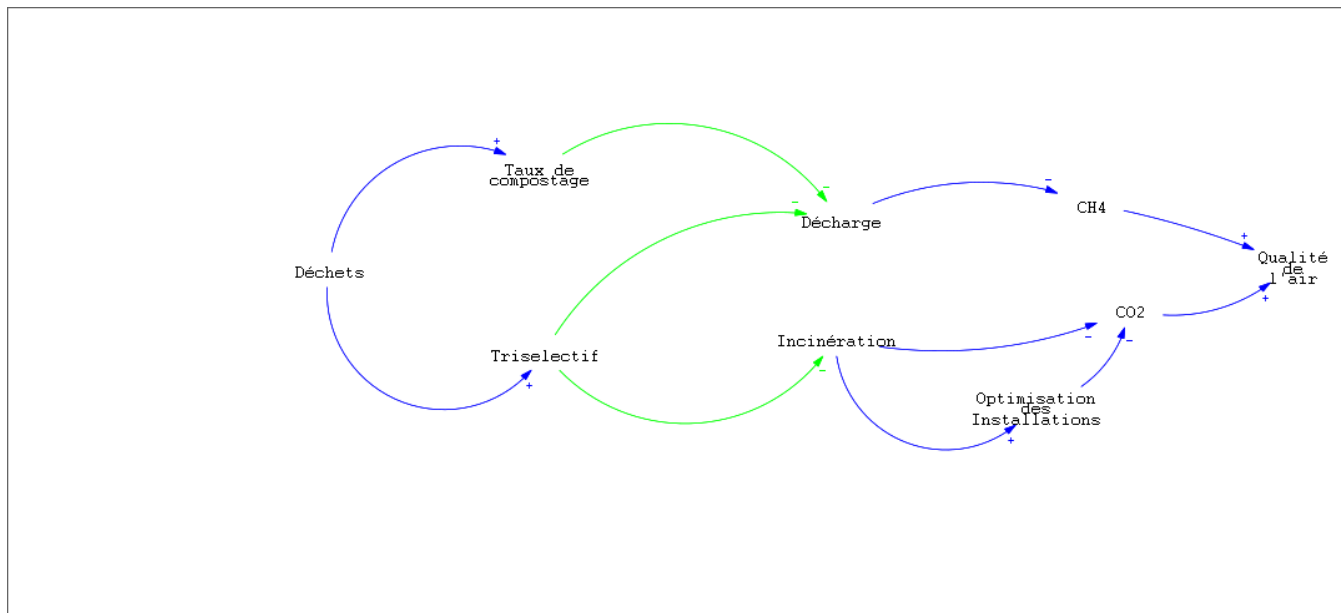 +
Taux de
compostage
-
-
Décharge
-
CH4
+
Qualité
de
l'air
+
Déchets
CO2
-
-
Incinération
-
Triselectif
+
Optimisation
des
Installations
+